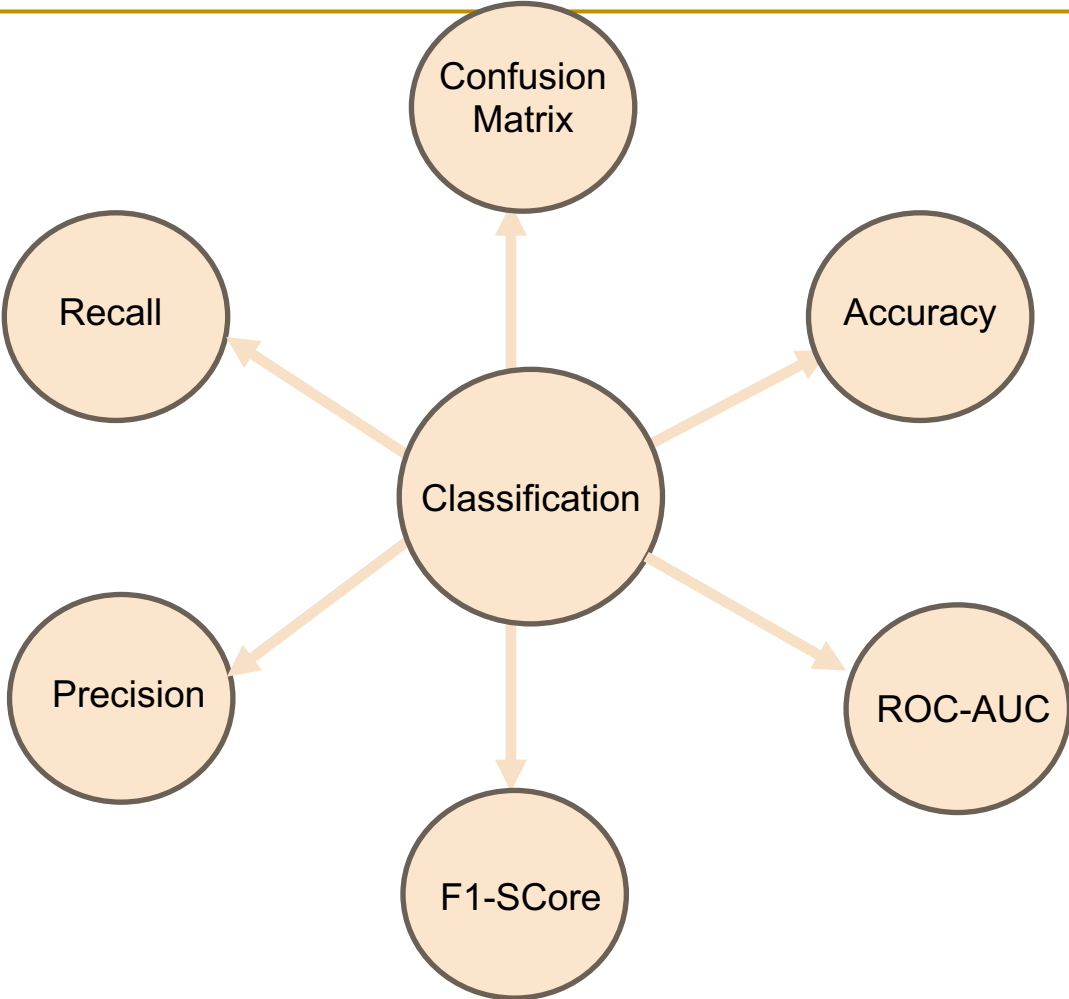 Confusion
Matrix
Recall
Accuracy
Classification
Precision
ROC-AUC
F1-SCore